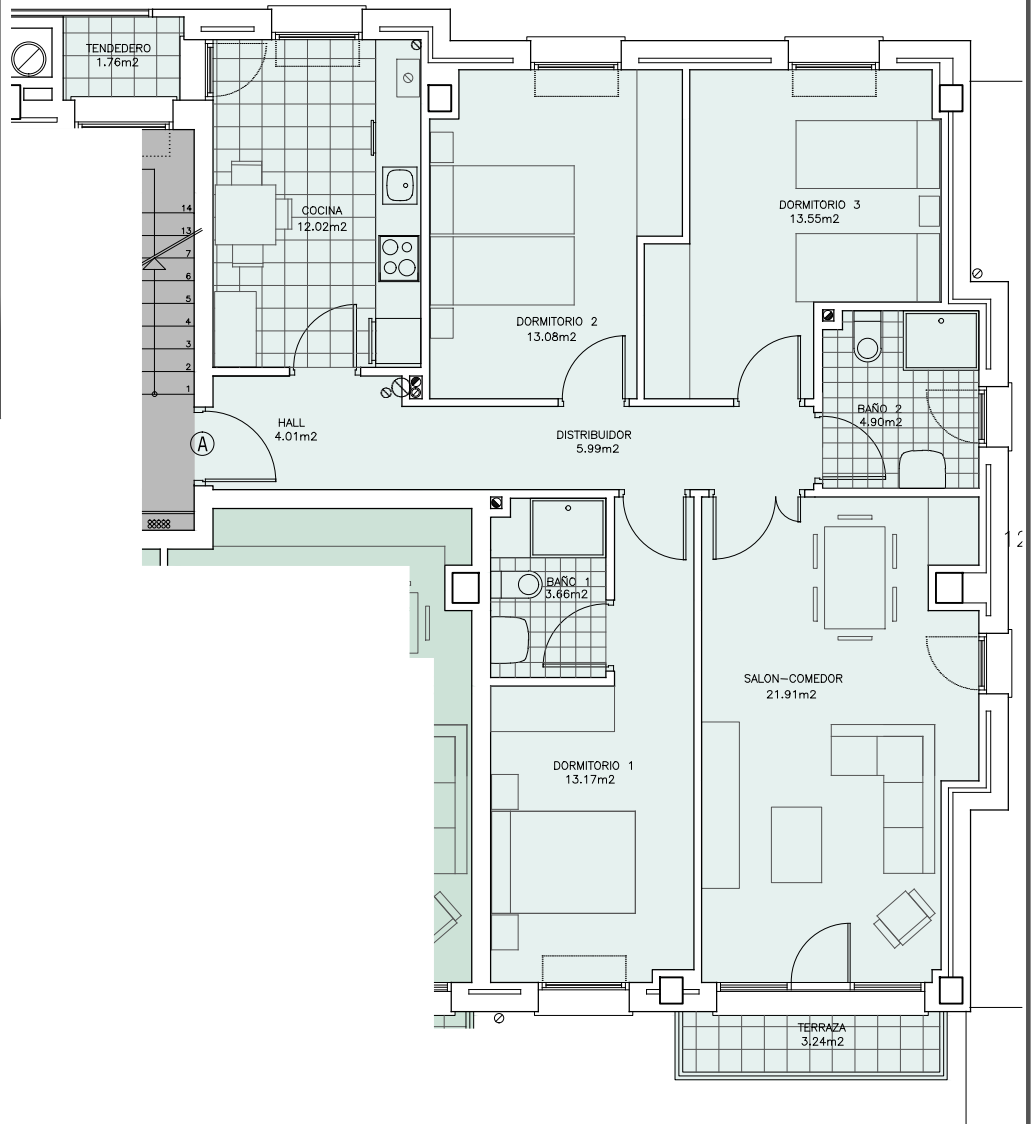 TENDEDERO
1.76m2
COCINA
12.02m2
DORMITORIO 3
13.55m2
DORMITORIO 2
13.08m2
14
13
7
6
5
4
3
2
1
HALL
4.01m2
A
DISTRIBUIDOR
5.99m2
BAÑO 2
4.90m2
BAÑO 1
3.66m2
12
SALON-COMEDOR
21.91m2
DORMITORIO 1
13.17m2
TERRAZA
3.24m2